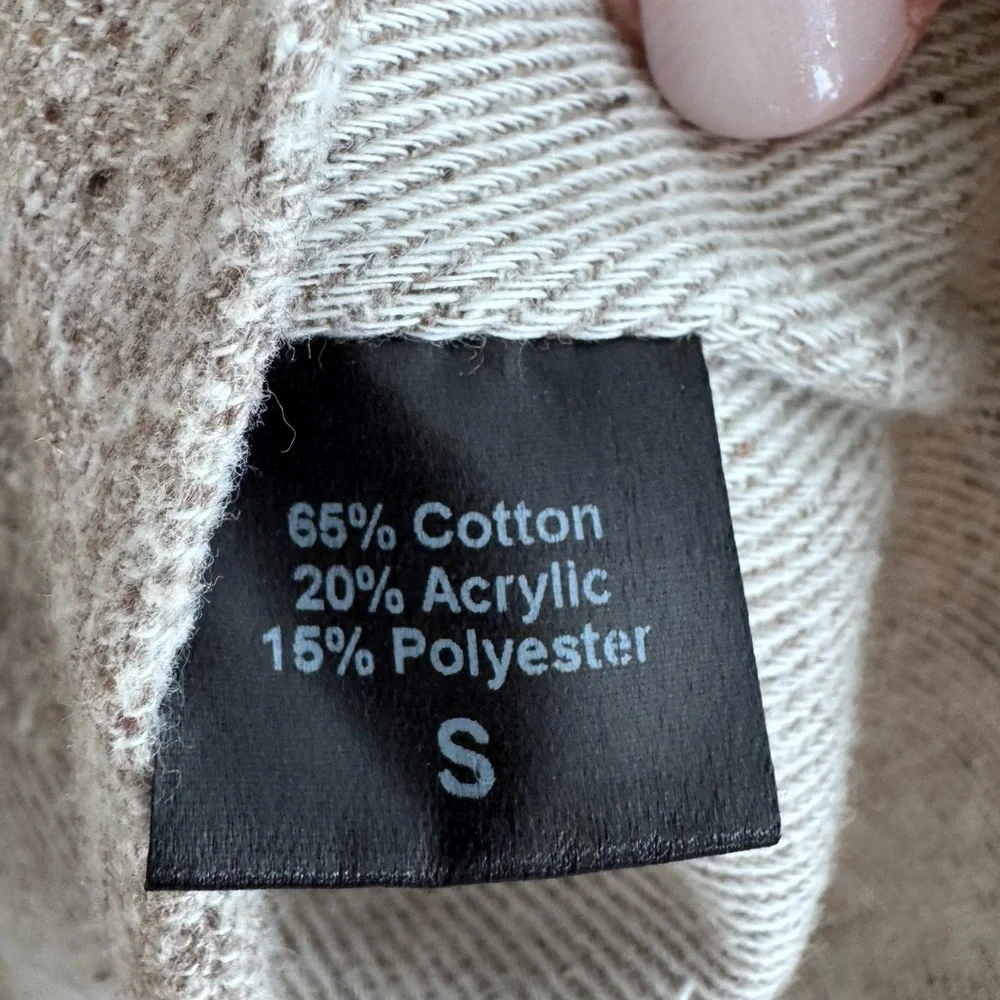 65% Cotton
20% Acrylic
15% Polyester
S